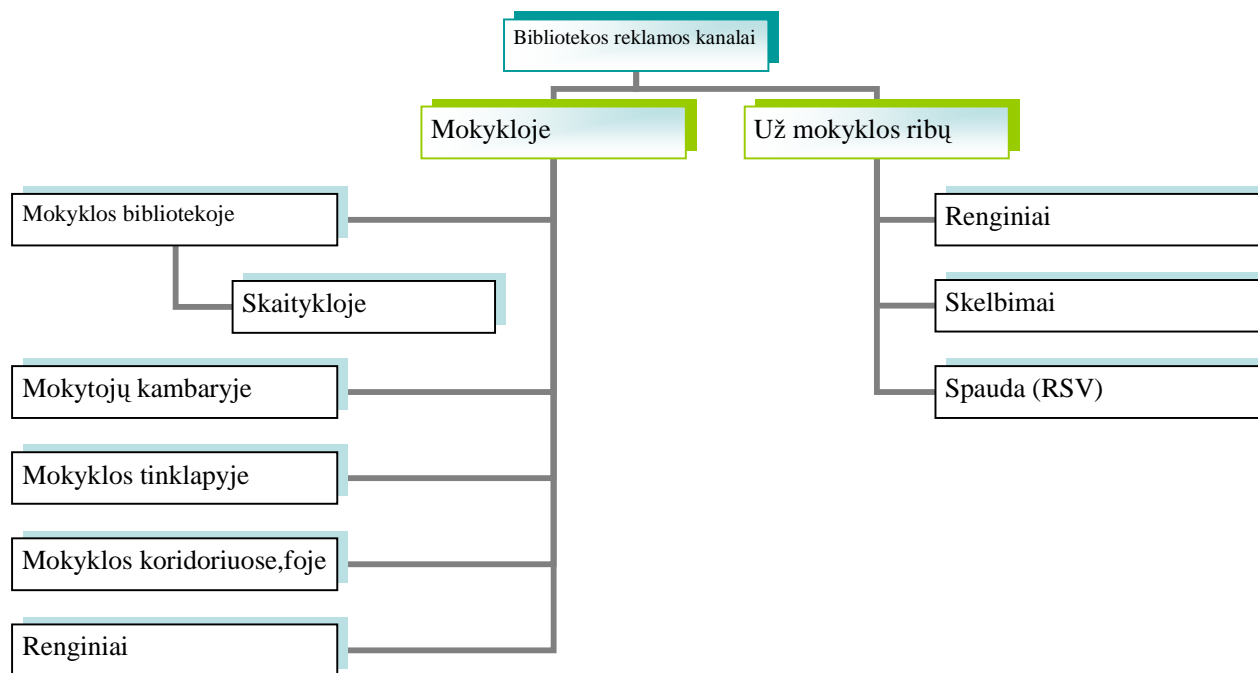 Bibliotekos reklamos kanalai
Mokykloje
Už mokyklos ribų
Mokyklos bibliotekoje
Skaitykloje
Mokytojų kambaryje
Mokyklos tinklapyje
Mokyklos koridoriuose,foje
Renginiai
Renginiai
Skelbimai
Spauda (RSV)